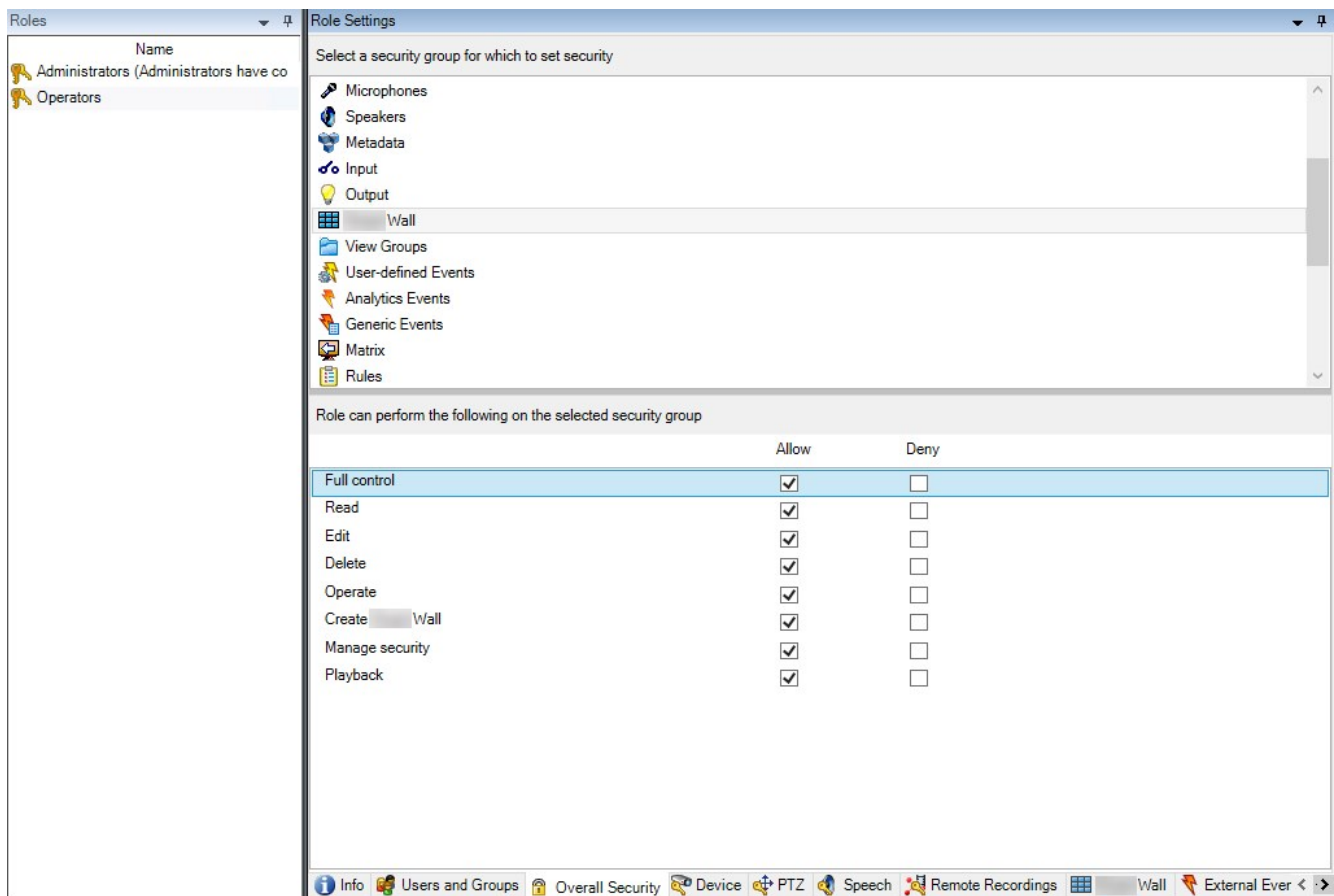 Roles
Name
Administrators (Administrators have co
Operators
Role Settings
Select a security group for which to set security
Microphones
Speakers
Metadata
Input
Output
Wall
View Groups
User-defined Events
Analytics Events
Generic Events
Matrix
Rules
Role can perform the following on the selected security group
Allow Deny
Full control
Read
Edit
Delete
Operate
Create Wall
Manage security
Playback
Info Users and Groups Overall Security Device PTZ Speech Remote Recordings Wall External Ever